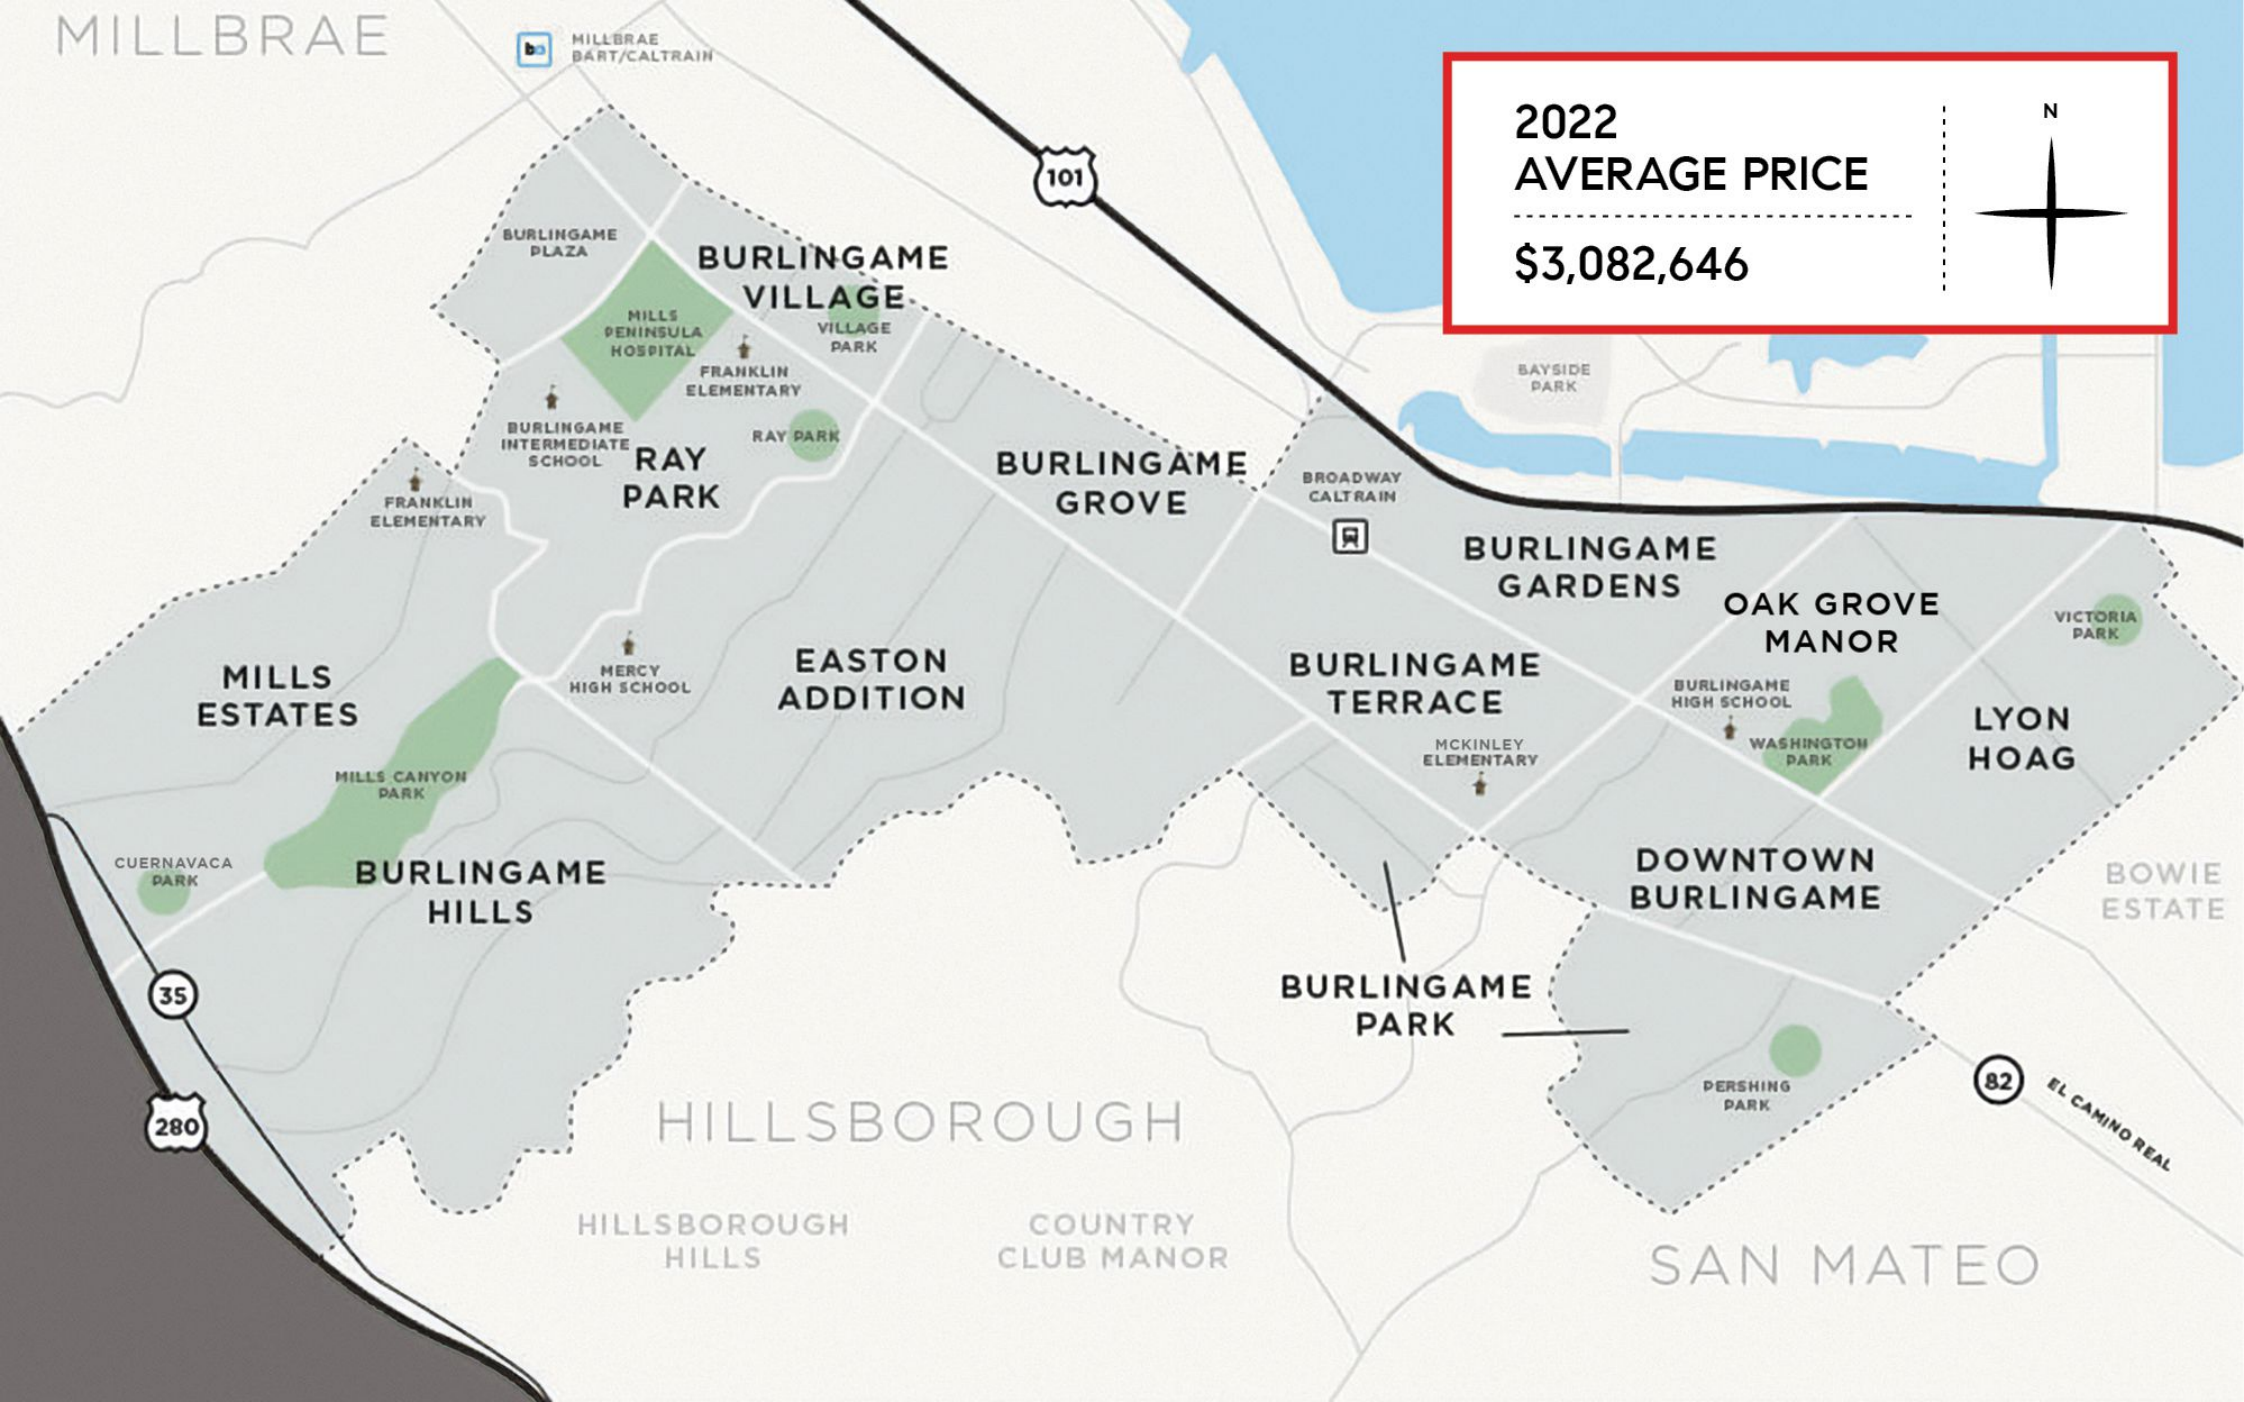 MILLBRAE
bo
MILLBRAE
BART/CALTRAIN
101
2022
AVERAGE PRICE
$3,082,646
N
BURLINGAME
PLAZA
BURLINGAME
VILLAGE
MILLS
PENINSULA
HOSPITAL
VILLAGE
PARK
FRANKLIN
ELEMENTARY
BAYSIDE
PARK
BURLINGAME
INTERMEDIATE
SCHOOL
RAY PARK
RAY
PARK
FRANKLIN
ELEMENTARY
BURLINGAME
GROVE
BROADWAY
CALTRAIN
BURLINGAME
GARDENS
OAK GROVE
MANOR
VICTORIA
PARK
MILLS
ESTATES
MERCY
HIGH SCHOOL
EASTON
ADDITION
BURLINGAME
TERRACE
BURLINGAME
HIGH SCHOOL
LYON
HOAG
MCKINLEY
ELEMENTARY
WASHINGTON
PARK
MILLS CANYON
PARK
CUERNAVACA
PARK
BURLINGAME
HILLS
DOWNTOWN
BURLINGAME
BOWIE
ESTATE
35
BURLINGAME
PARK
280
PERSHING
PARK
82
EL CAMINO REAL
HILLSBOROUGH
HILLSBOROUGH
HILLS
COUNTRY
CLUB MANOR
SAN MATEO